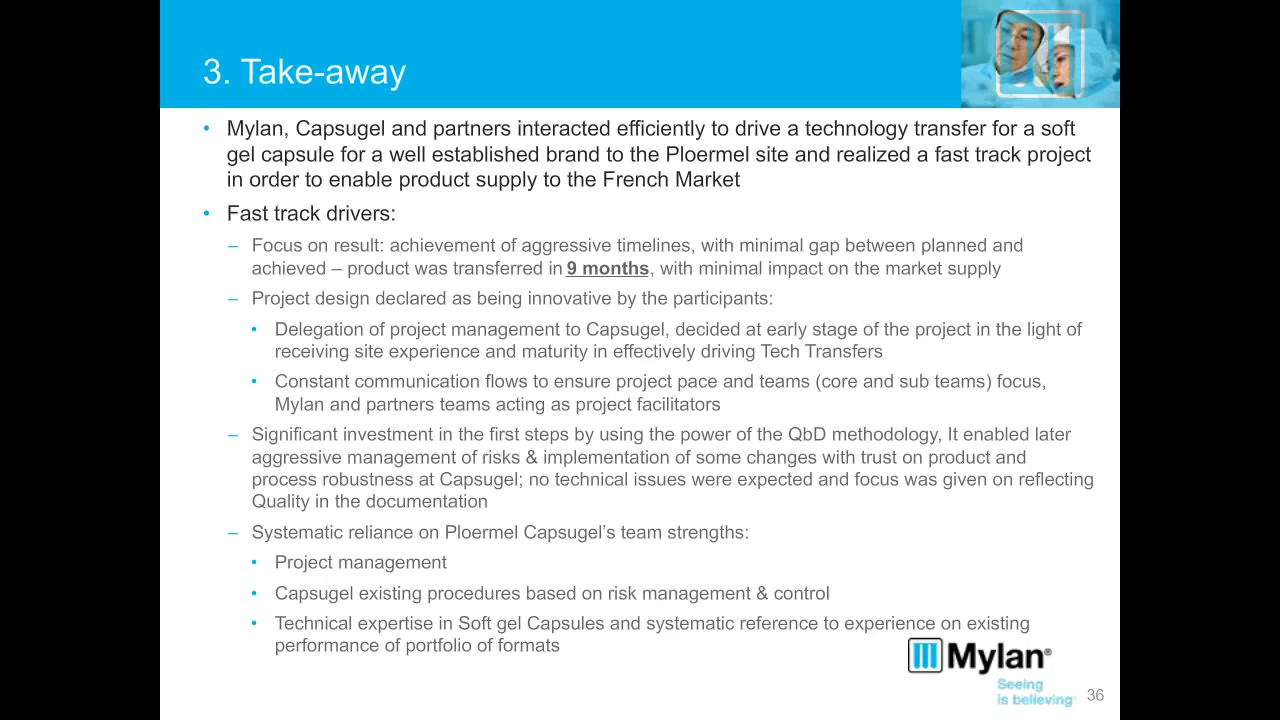 3. Take-away
• Mylan, Capsugel and partners interacted efficiently to drive a technology transfer for a soft
gel capsule for a well established brand to the Ploermel site and realized a fast track project
in order to enable product supply to the French Market
• Fast track drivers:
– Focus on result: achievement of aggressive timelines, with minimal gap between planned and
achieved – product was transferred in 9 months, with minimal impact on the market supply
– Project design declared as being innovative by the participants:
• Delegation of project management to Capsugel, decided at early stage of the project in the light of
receiving site experience and maturity in effectively driving Tech Transfers
• Constant communication flows to ensure project pace and teams (core and sub teams) focus,
Mylan and partners teams acting as project facilitators
– Significant investment in the first steps by using the power of the QbD methodology, It enabled later
aggressive management of risks & implementation of some changes with trust on product and
process robustness at Capsugel; no technical issues were expected and focus was given on reflecting
Quality in the documentation
– Systematic reliance on Ploermel Capsugel’s team strengths:
• Project management
• Capsugel existing procedures based on risk management & control
• Technical expertise in Soft gel Capsules and systematic reference to experience on existing
performance of portfolio of formats
Mylan®
Seeing
is believing
36